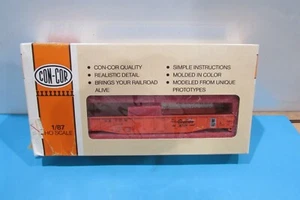 CON-COR
1/87
HO SCALE
• CON-COR QUALITY
• REALISTIC DETAIL
• BRINGS YOUR RAILROAD
ALIVE
• SIMPLE INSTRUCTIONS
• MOLDED IN COLOR
• MODELED FROM UNIQUE
PROTOTYPES